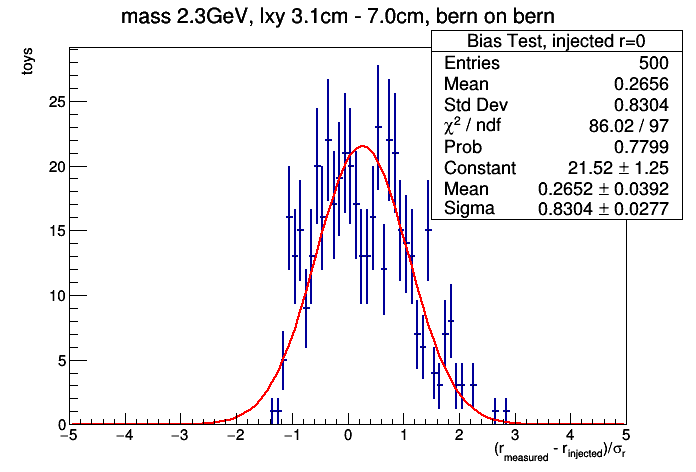 mass 2.3GeV, lxy 3.1cm - 7.0cm, bern on bern
Bias Test, injected r=0
Entries 500
Mean 0.2656
Std Dev 0.8304
χ² / ndf 86.02 / 97
Prob 0.7799
Constant 21.52 ± 1.25
Mean 0.2652 ± 0.0392
Sigma 0.8304 ± 0.0277
toys
25
20
15
10
5
0
−5 −4 −3 −2 −1 0 1 2 3 4 5
(r_measured - r_injected)/σ_r